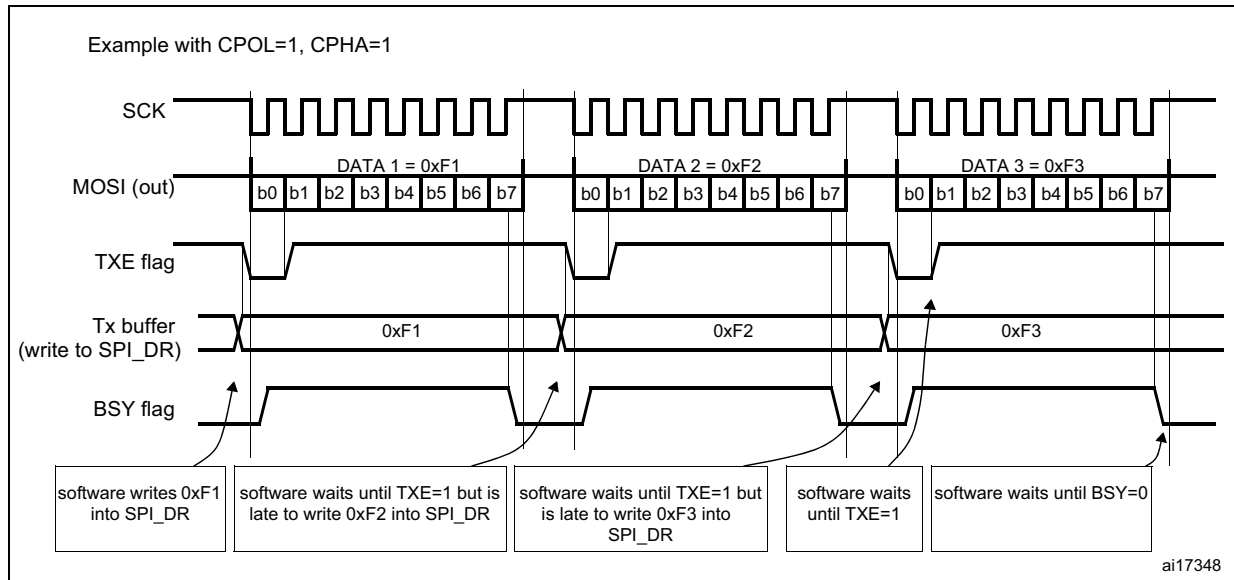 Example with CPOL=1, CPHA=1
SCK
DATA 1 = 0xF1 DATA 2 = 0xF2 DATA 3 = 0xF3
MOSI (out) b0 b1 b2 b3 b4 b5 b6 b7 b0 b1 b2 b3 b4 b5 b6 b7 b0 b1 b2 b3 b4 b5 b6 b7
TXE flag
Tx buffer
(write to SPI_DR)
0xF1 0xF2 0xF3
BSY flag
software writes 0xF1
into SPI_DR
software waits until TXE=1 but is
late to write 0xF2 into SPI_DR
software waits until TXE=1 but
is late to write 0xF3 into
SPI_DR
software waits
until TXE=1
software waits until BSY=0
ai17348